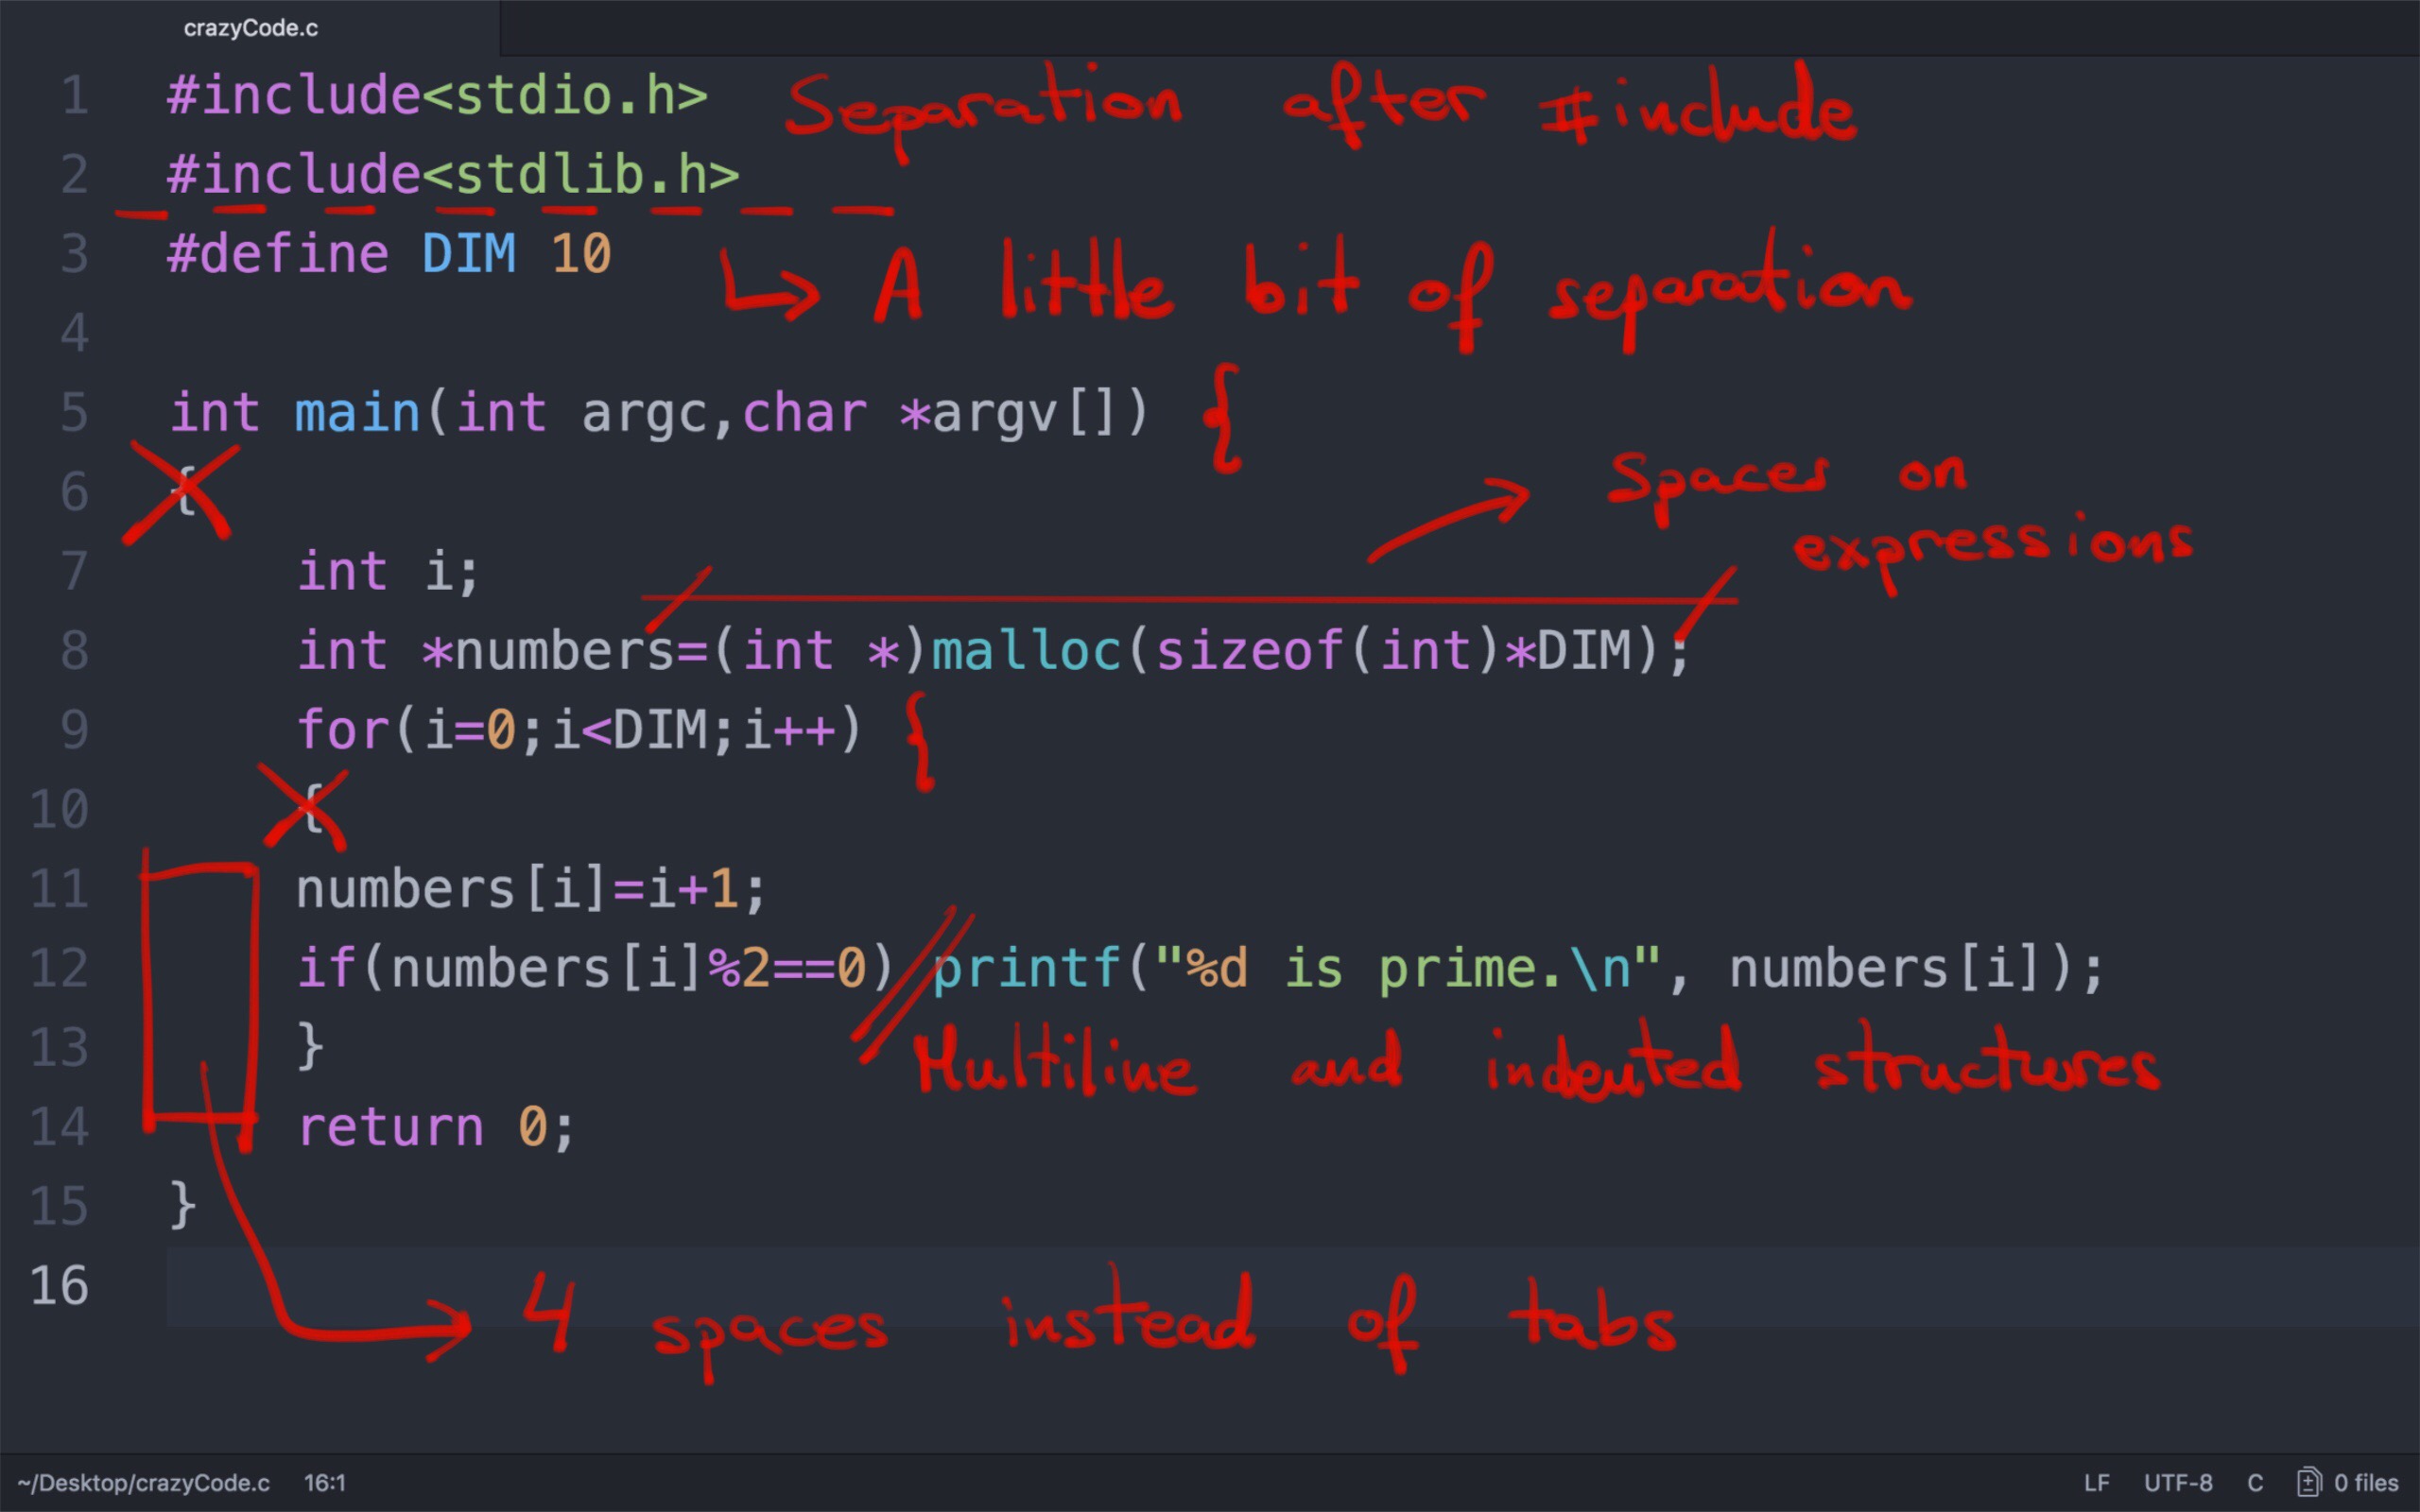 crazyCode.c
1 #include<stdio.h> Separation after #include
2 #include<stdlib.h>
3 #define DIM 10
A little bit of separation
4
5 int main(int argc,char *argv[]) {
6 {
Spaces on
expressions
7 int i;
8 int *numbers=(int *)malloc(sizeof(int)*DIM);
9 for(i=0;i<DIM;i++) {
10 {
11 numbers[i]=i+1;
12 if(numbers[i]%2==0) printf("%d is prime.\n", numbers[i]);
13 }
Multiline and indented structures
14 return 0;
15 }
16
4 spaces instead of tabs
~/Desktop/crazyCode.c 16:1 LF UTF-8 C 0 files